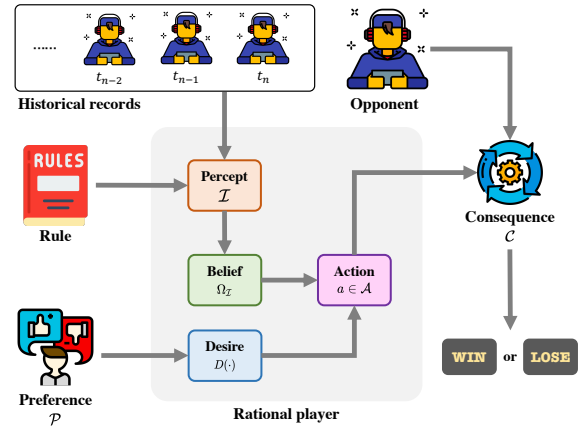 ......
t_{n-2}
t_{n-1}
t_n
Historical records
Opponent
RULES
Rule
Percept
ℐ
Consequence
𝒞
Belief
Ω_ℐ
Action
a ∈ 𝒜
Desire
D(·)
WIN or LOSE
Preference
𝒫
Rational player